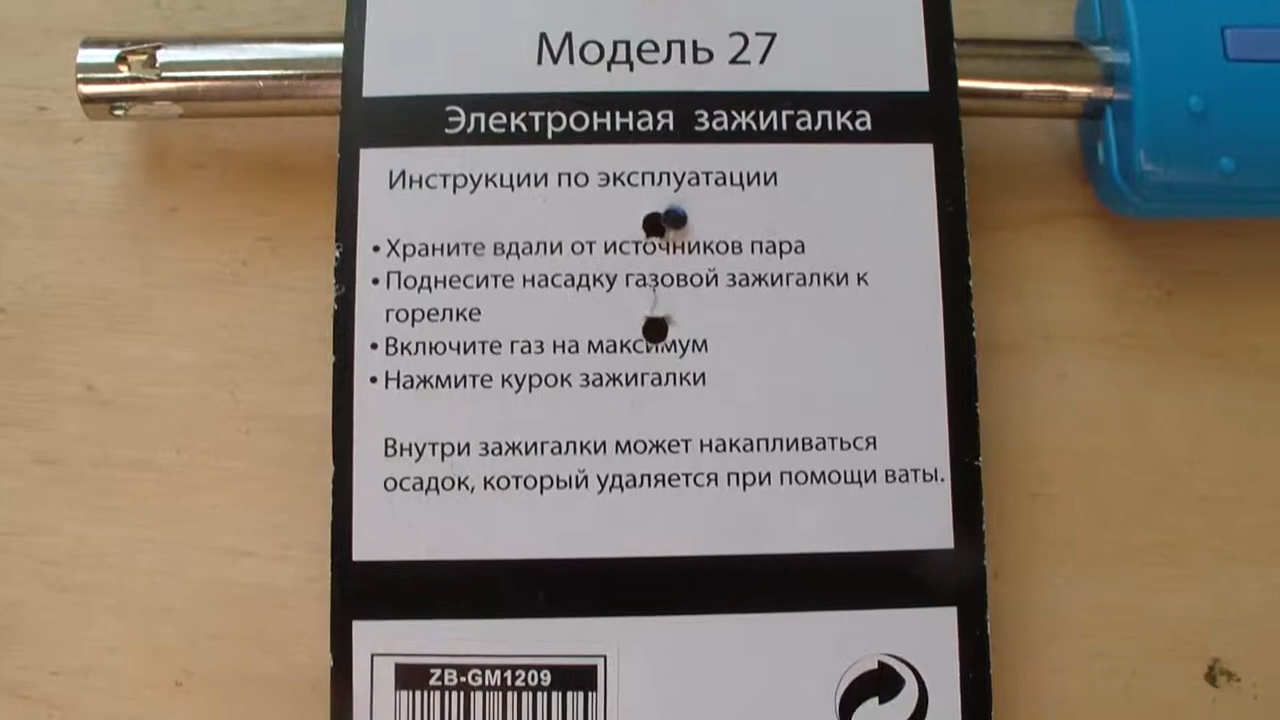 Модель 27
Электронная зажигалка
Инструкции по эксплуатации
• Храните вдали от источников пара
• Поднесите насадку газовой зажигалки к
горелке
• Включите газ на максимум
• Нажмите курок зажигалки
Внутри зажигалки может накапливаться
осадок, который удаляется при помощи ваты.
ZB-GM1209